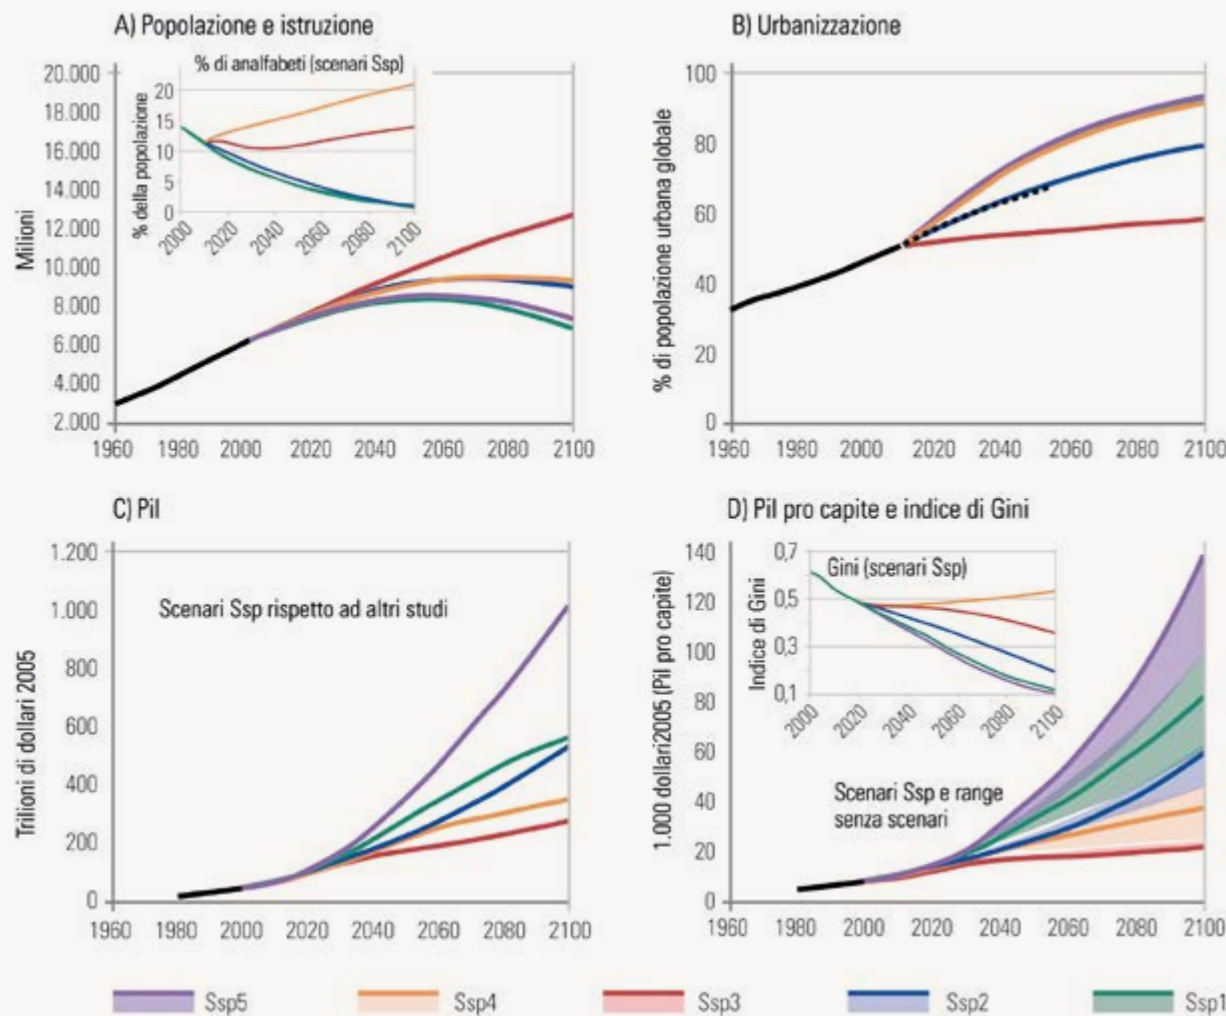 A) Popolazione e istruzione
% di analfabeti (scenari Ssp)
% della popolazione
20
15
10
5
0
2000
2020
2040
2060
2080
2100
Milioni
20.000
18.000
16.000
14.000
12.000
10.000
8.000
6.000
4.000
2.000
1960 1980 2000 2020 2040 2060 2080 2100
B) Urbanizzazione
% di popolazione urbana globale
100
80
60
40
20
0
1960 1980 2000 2020 2040 2060 2080 2100
C) Pil
Trilioni di dollari 2005
1.200
1.000
800
600
400
200
0
Scenari Ssp rispetto ad altri studi
1960 1980 2000 2020 2040 2060 2080 2100
D) Pil pro capite e indice di Gini
1.000 dollari2005 (Pil pro capite)
140
120
100
80
60
40
20
0
Gini (scenari Ssp)
Indice di Gini
0,7
0,5
0,3
0,1
2000
2020
2040
2060
2080
2100
Scenari Ssp e range
senza scenari
1960 1980 2000 2020 2040 2060 2080 2100
Ssp5 Ssp4 Ssp3 Ssp2 Ssp1